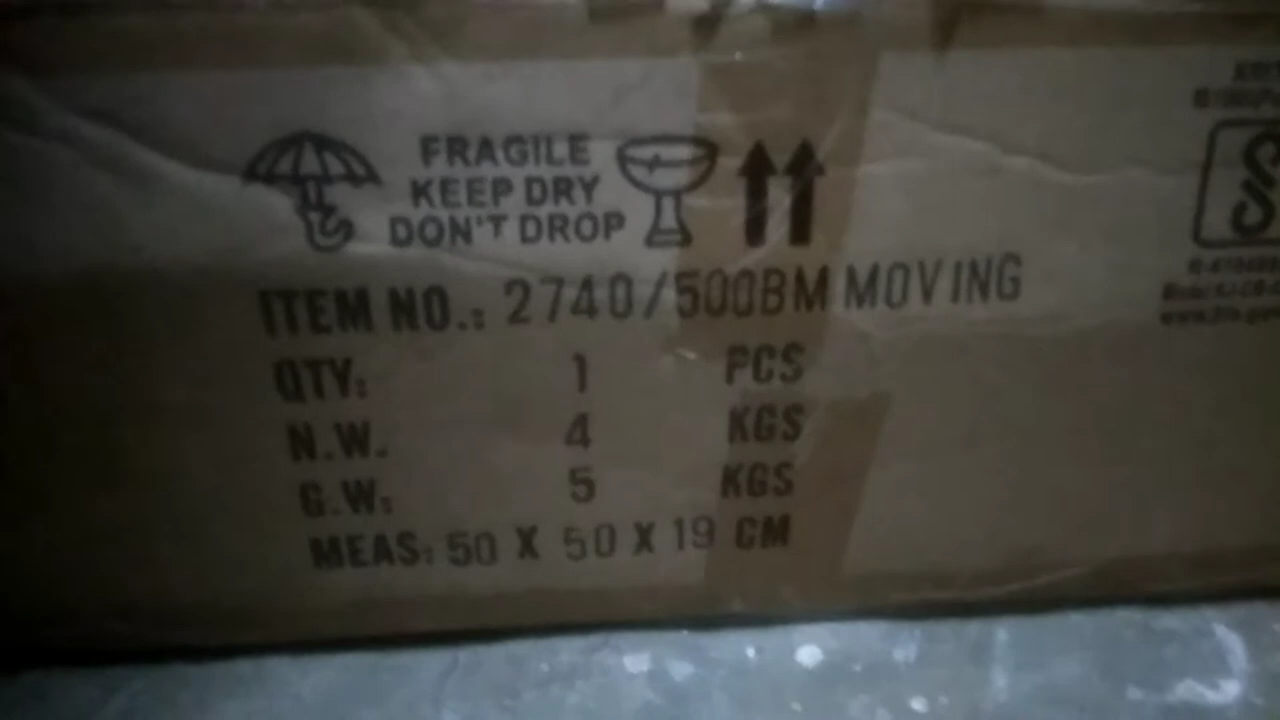 FRAGILE
KEEP DRY
DON'T DROP
ITEM NO.: 2740/500BM MOVING
QTY: 1 PCS
N.W. 4 KGS
G.W: 5 KGS
MEAS: 50 X 50 X 19 CM